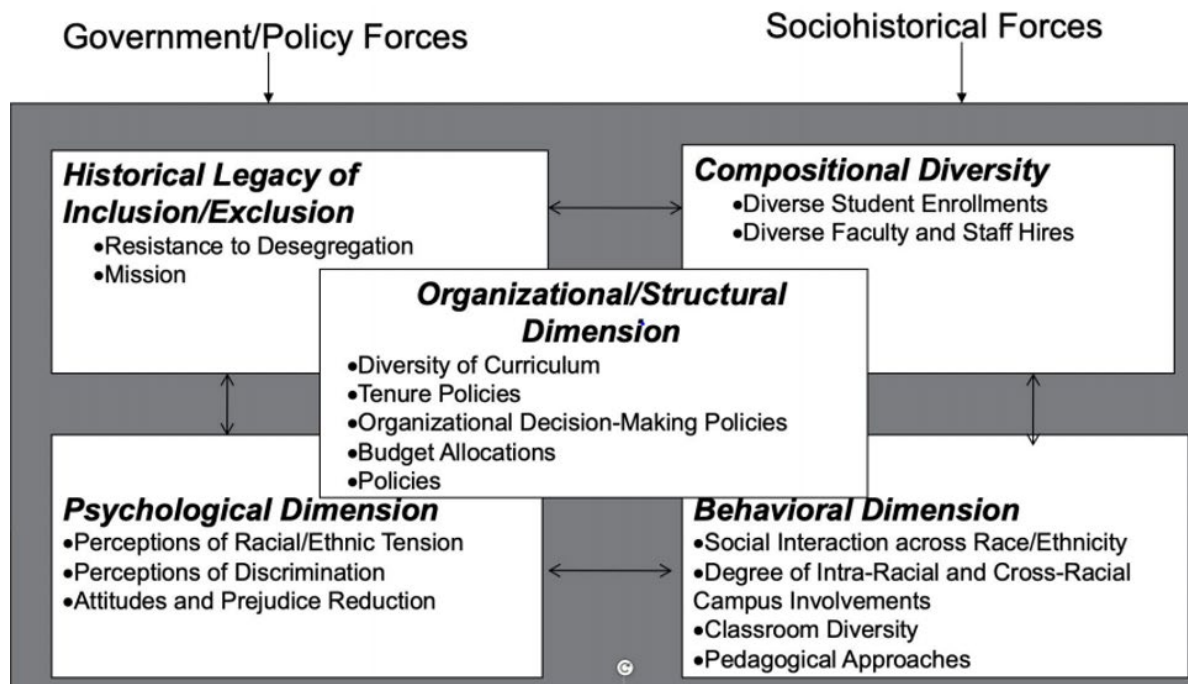 Government/Policy Forces
Sociohistorical Forces
Historical Legacy of
Inclusion/Exclusion
•Resistance to Desegregation
•Mission
Compositional Diversity
•Diverse Student Enrollments
•Diverse Faculty and Staff Hires
Organizational/Structural
Dimension
•Diversity of Curriculum
•Tenure Policies
•Organizational Decision-Making Policies
•Budget Allocations
•Policies
Psychological Dimension
•Perceptions of Racial/Ethnic Tension
•Perceptions of Discrimination
•Attitudes and Prejudice Reduction
Behavioral Dimension
•Social Interaction across Race/Ethnicity
•Degree of Intra-Racial and Cross-Racial
Campus Involvements
•Classroom Diversity
•Pedagogical Approaches
©